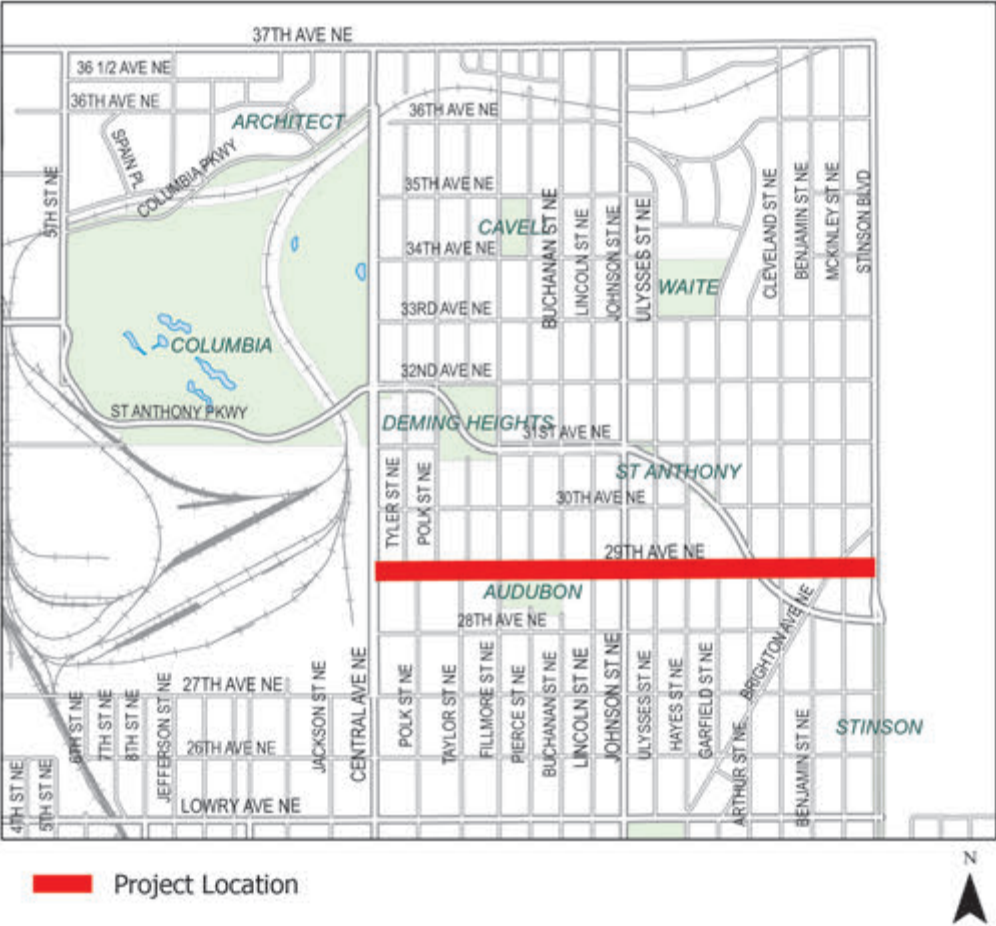 37TH AVE NE
36 1/2 AVE NE
36TH AVE NE
ARCHITECT
36TH AVE NE
SPAIN PL
COLUMBIA PKWY
5TH ST NE
35TH AVE NE
CAVELL
34TH AVE NE
BUCHANAN ST NE
LINCOLN ST NE
JOHNSON ST NE
ULYSSES ST NE
WAITE
CLEVELAND ST NE
BENJAMIN ST NE
MCKINLEY ST NE
STINSON BLVD
33RD AVE NE
COLUMBIA
32ND AVE NE
ST ANTHONY PKWY
DEMING HEIGHTS
31ST AVE NE
ST ANTHONY
TYLER ST NE
POLK ST NE
30TH AVE NE
29TH AVE NE
AUDUBON
28TH AVE NE
BRIGHTON AVE NE
27TH AVE NE
6TH ST NE
7TH ST NE
8TH ST NE
JEFFERSON ST NE
JACKSON ST NE
CENTRAL AVE NE
POLK ST NE
TAYLOR ST NE
FILLMORE ST NE
PIERCE ST NE
BUCHANAN ST NE
LINCOLN ST NE
JOHNSON ST NE
ULYSSES ST NE
HAYES ST NE
GARFIELD ST NE
ARTHUR ST NE
BENJAMIN ST NE
STINSON
26TH AVE NE
4TH ST NE
5TH ST NE
LOWRY AVE NE
Project Location
N